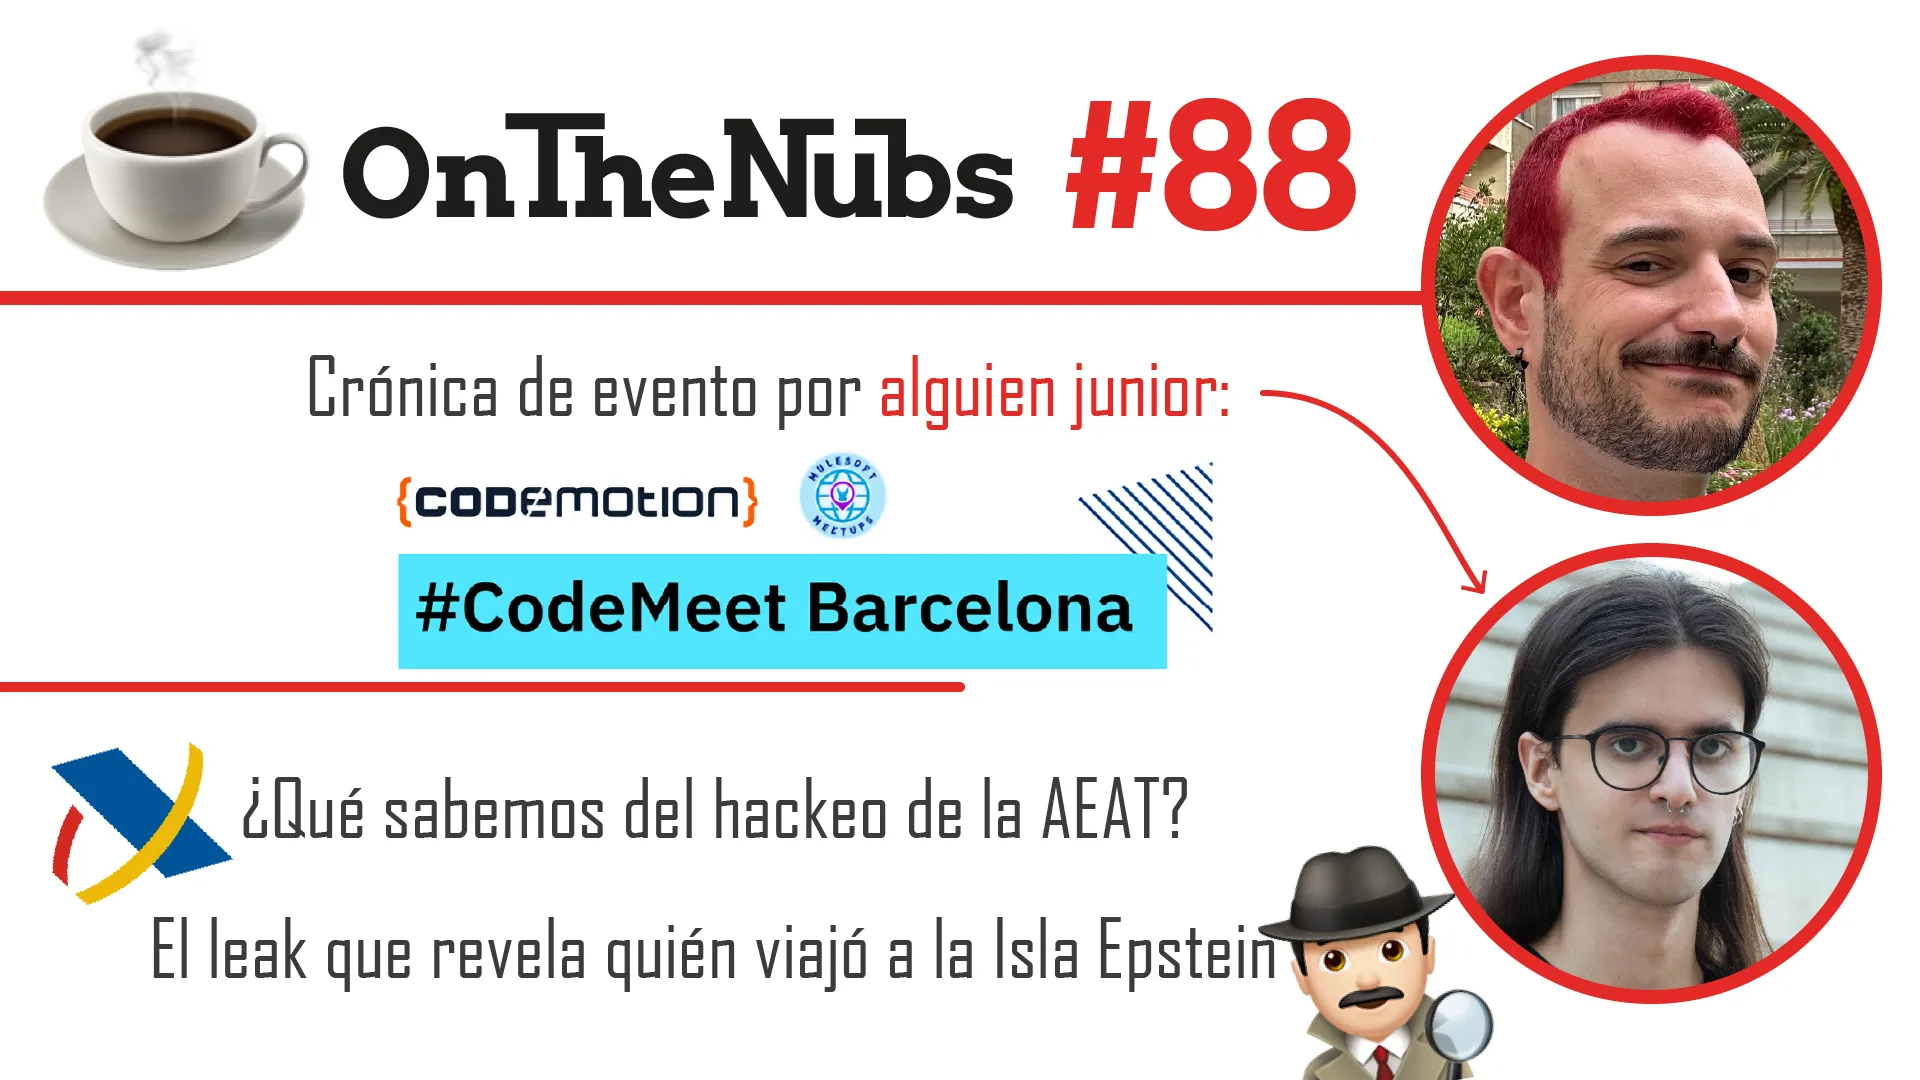 OnTheNubs #88
Crónica de evento por alguien junior:
{CODEMOTION}
MULESOFT MEETUPS
#CodeMeet Barcelona
¿Qué sabemos del hackeo de la AEAT?
El leak que revela quién viajó a la Isla Epstein